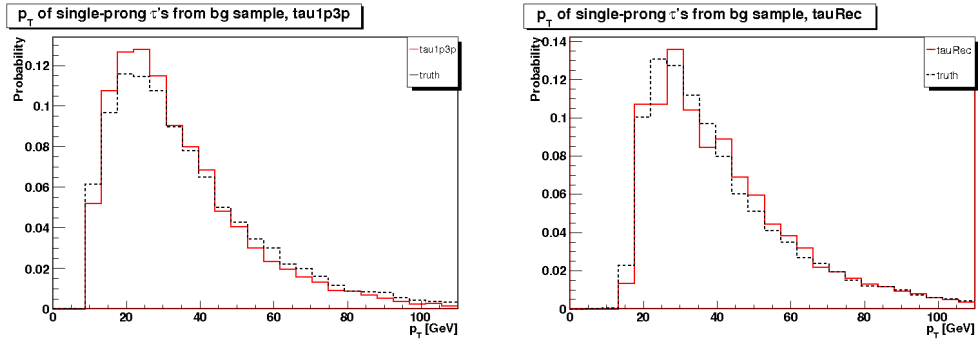 p_T of single-prong τ's from bg sample, tau1p3p
Probability
0.12
0.1
0.08
0.06
0.04
0.02
0
0
20
40
60
80
100
p_T [GeV]
tau1p3p
truth
p_T of single-prong τ's from bg sample, tauRec
Probability
0.14
0.12
0.1
0.08
0.06
0.04
0.02
0
0
20
40
60
80
100
p_T [GeV]
tauRec
truth